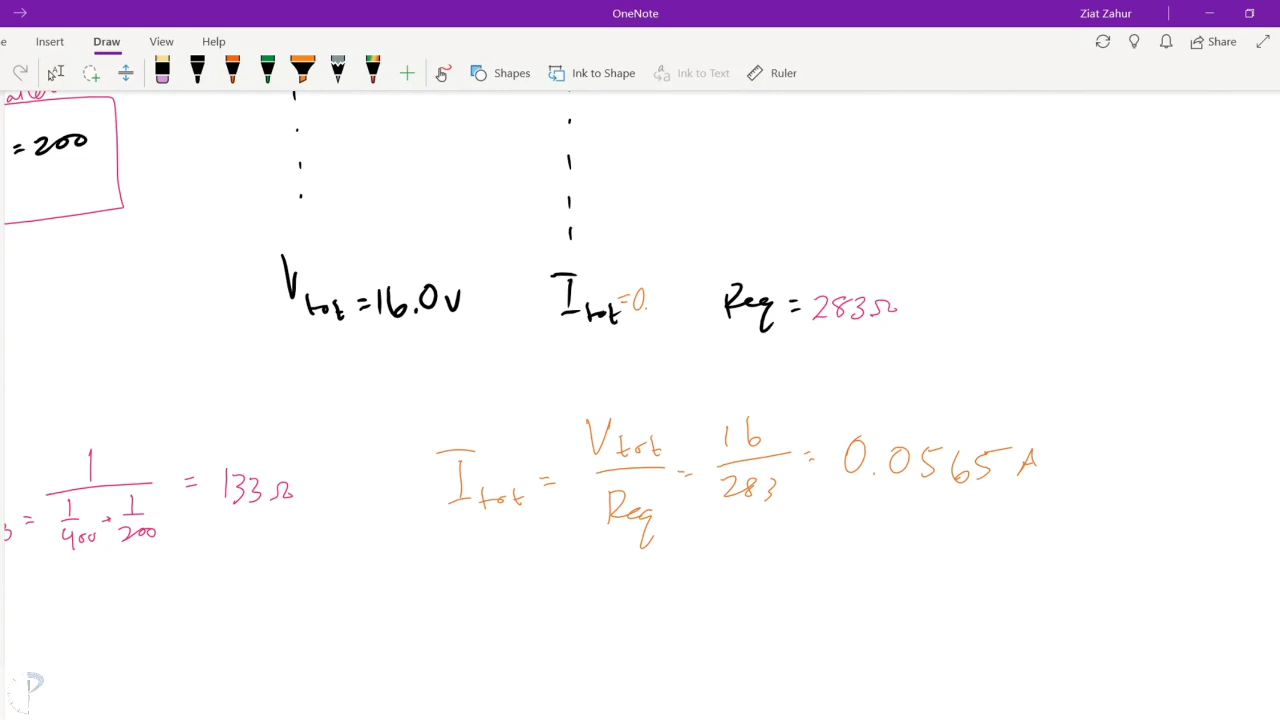 OneNote
Ziat Zahur
Insert Draw View Help
Share
Shapes Ink to Shape Ink to Text Ruler
= 200
Vtot = 16.0V
Itot = 0.
Req = 283Ω
= 1 / (1/400 + 1/200) = 133Ω
Itot = Vtot / Req = 16 / 283 = 0.0565 A